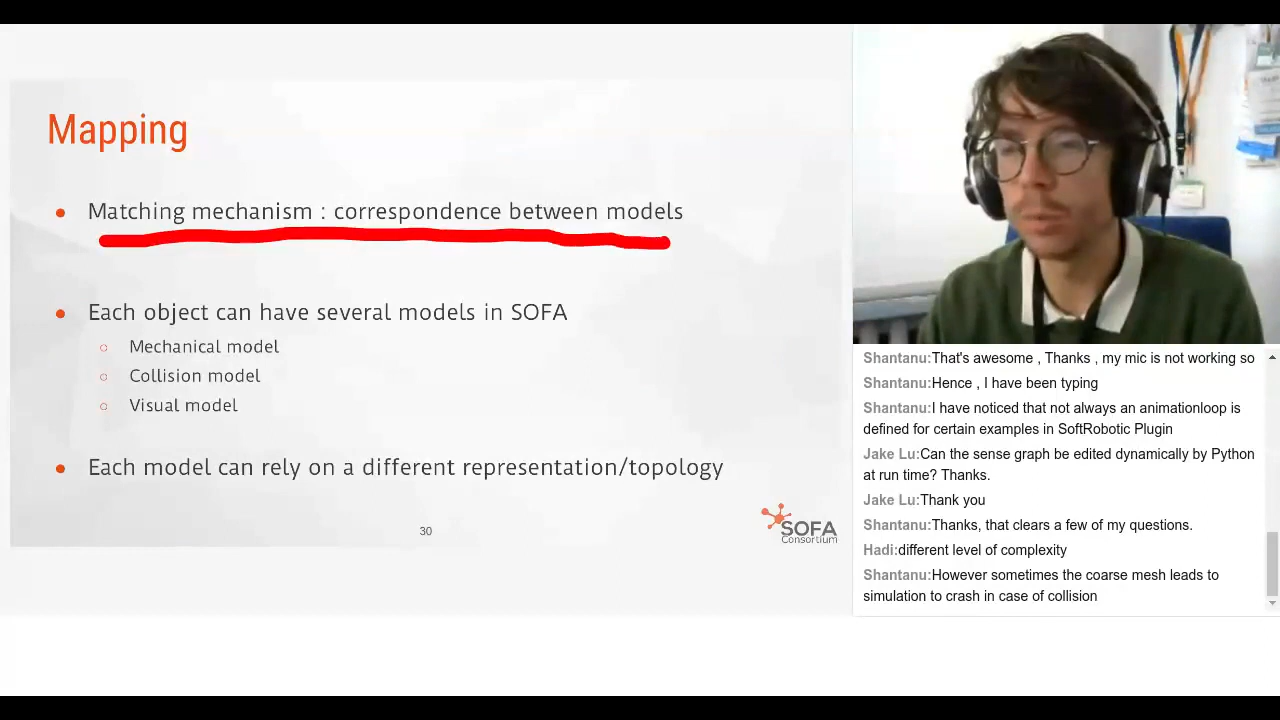 Mapping
Matching mechanism : correspondence between models
Each object can have several models in SOFA
Mechanical model
Collision model
Visual model
Each model can rely on a different representation/topology
30
SOFA
Consortium
Shantanu:That's awesome , Thanks , my mic is not working so
Shantanu:Hence , I have been typing
Shantanu:I have noticed that not always an animationloop is
defined for certain examples in SoftRobotic Plugin
Jake Lu:Can the sense graph be edited dynamically by Python
at run time? Thanks.
Jake Lu:Thank you
Shantanu:Thanks, that clears a few of my questions.
Hadi:different level of complexity
Shantanu:However sometimes the coarse mesh leads to
simulation to crash in case of collision